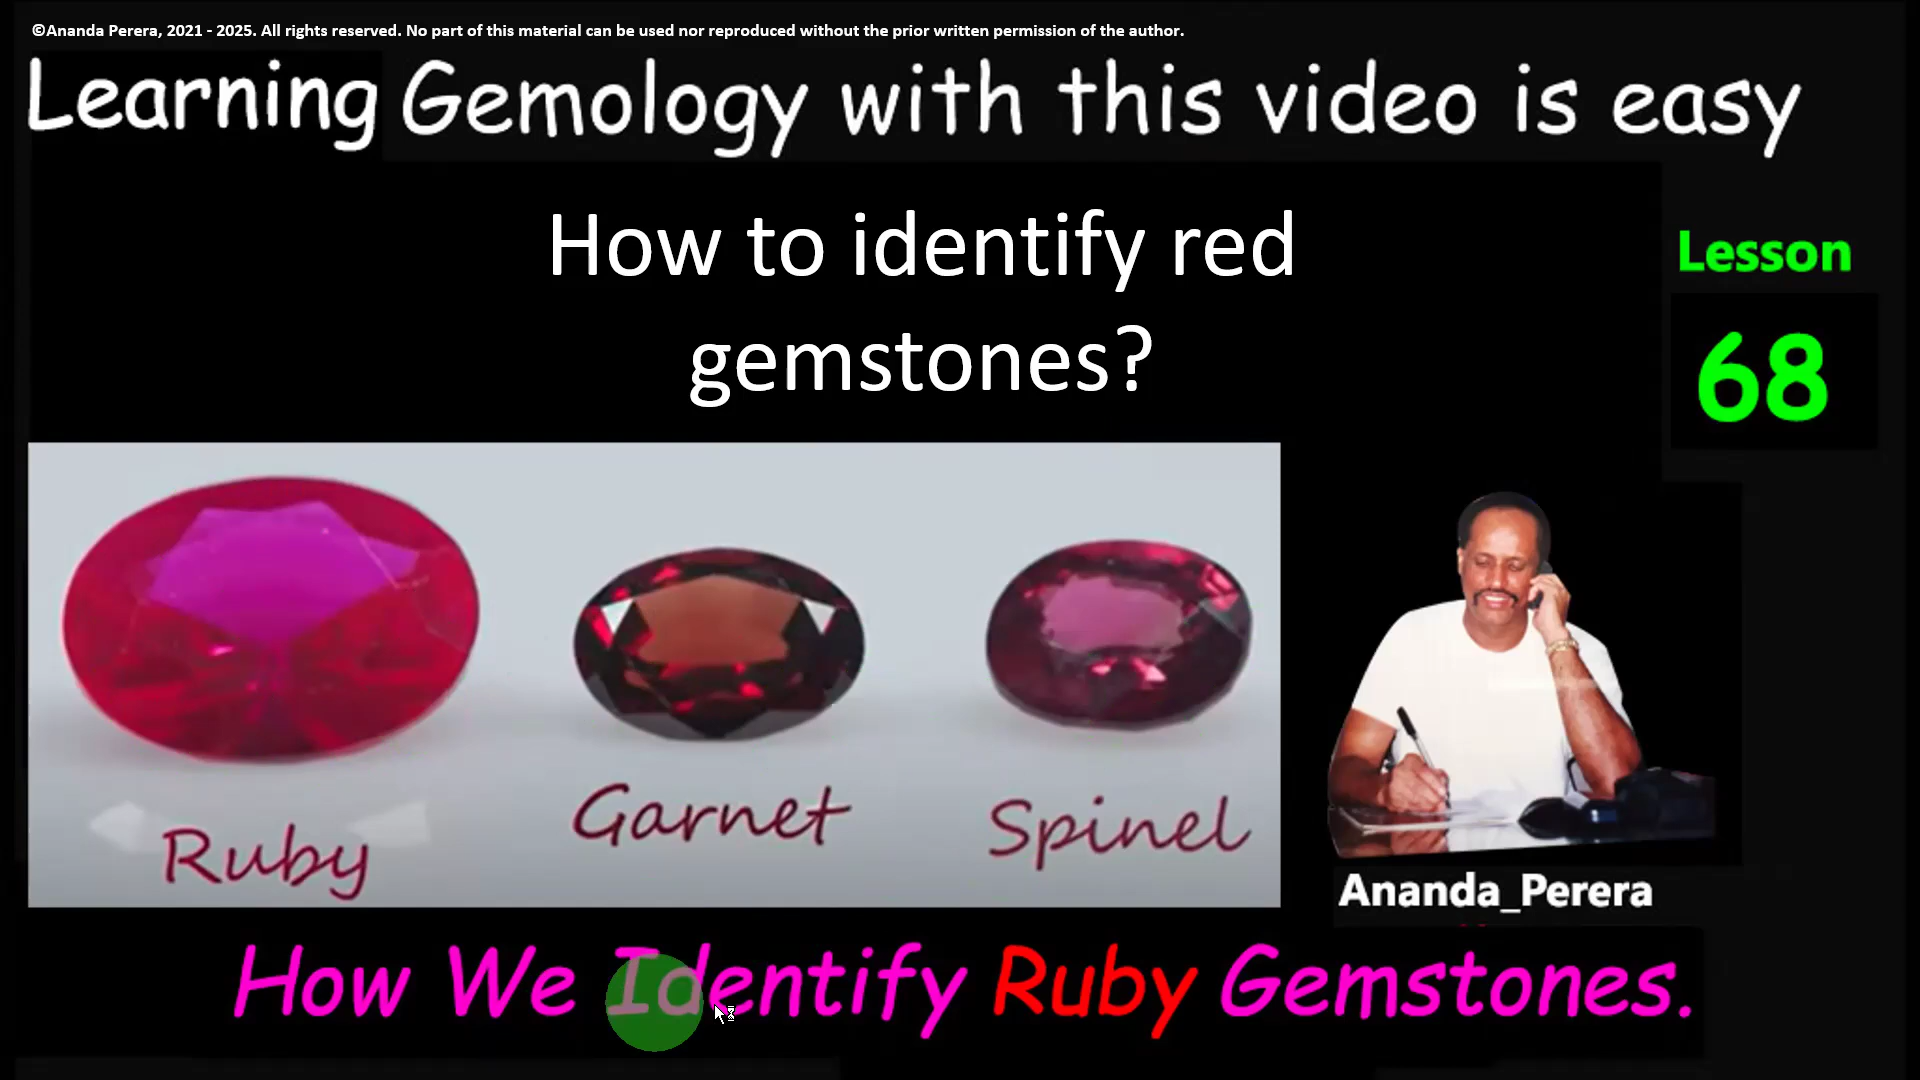 ©Ananda Perera, 2021 - 2025. All rights reserved. No part of this material can be used nor reproduced without the prior written permission of the author.
Learning Gemology with this video is easy
How to identify red
gemstones?
Lesson
68
Ruby
Garnet
Spinel
Ananda_Perera
How We Identify Ruby Gemstones.